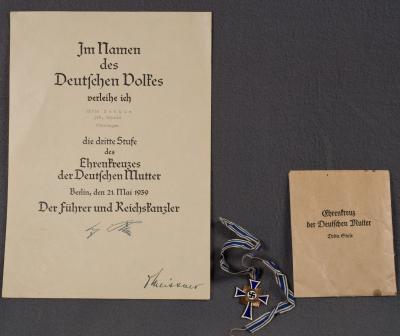 Im Namen
des
Deutschen Volkes
verleihe ich
die dritte Stufe
des
Ehrenkreuzes
der Deutschen Mutter
Berlin, den 21. Mai 1939
Der Führer und Reichskanzler
Meissner
Ehrenkreuz
der Deutschen Mutter
Dritte Stufe